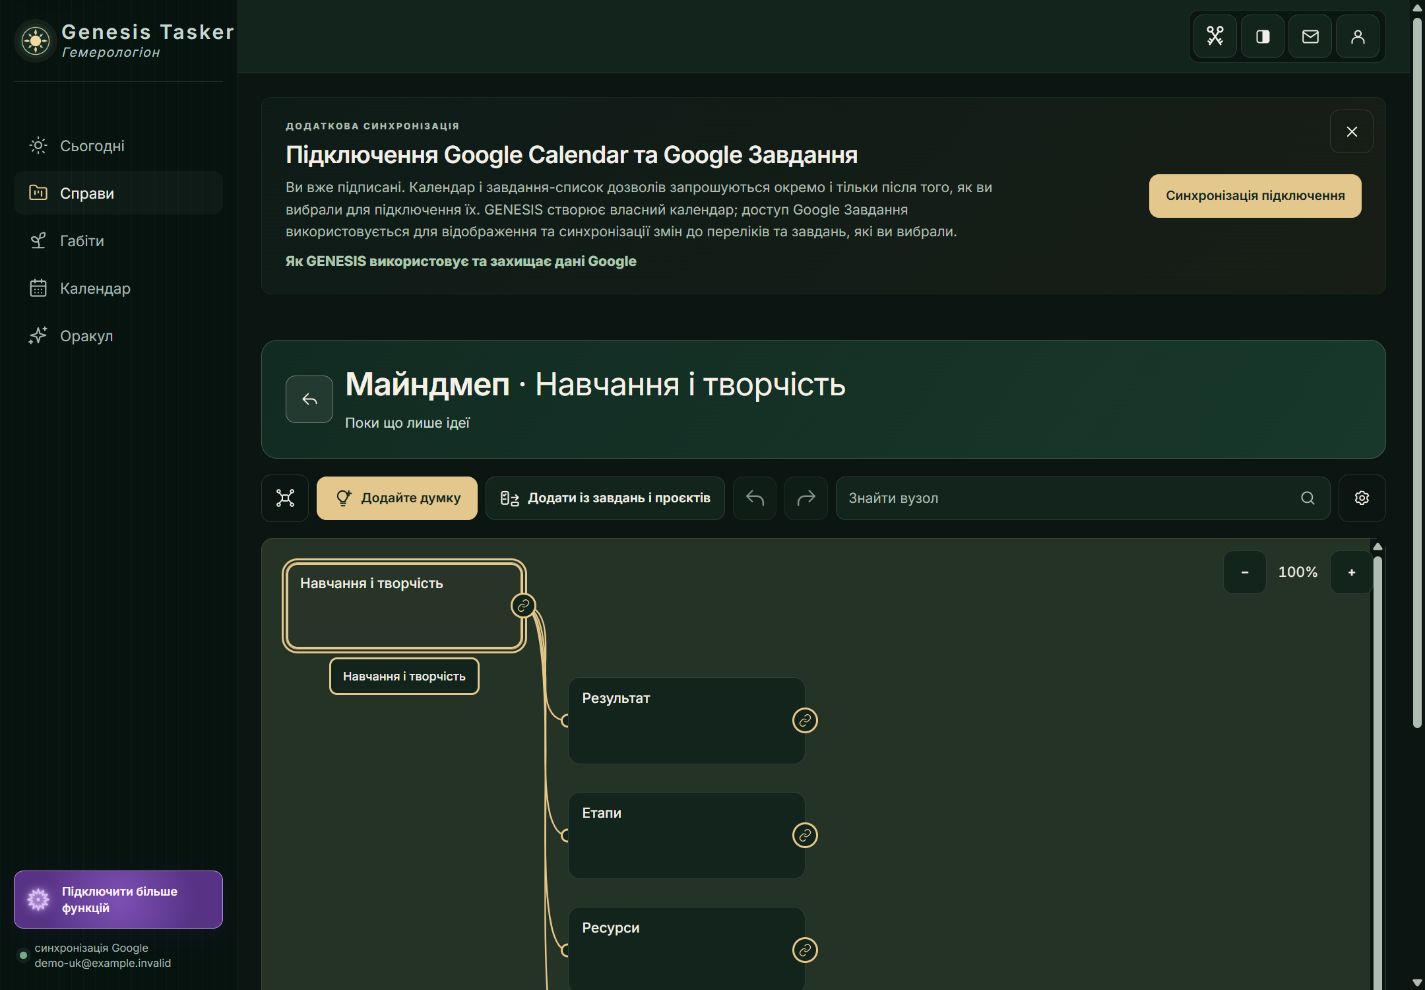 Genesis Tasker
Гемерологіон
Сьогодні
Справи
Габіти
Календар
Оракул
Підключити більше
функцій
синхронізація Google
demo-uk@example.invalid
ДОДАТКОВА СИНХРОНІЗАЦІЯ
Підключення Google Calendar та Google Завдання
Ви вже підписані. Календар і завдання-список дозволів запрошуються окремо і тільки після того, як ви
вибрали для підключення їх. GENESIS створює власний календар; доступ Google Завдання
використовується для відображення та синхронізації змін до переліків та завдань, які ви вибрали.
Як GENESIS використовує та захищає дані Google
Синхронізація підключення
Майндмеп · Навчання і творчість
Поки що лише ідеї
Додайте думку
Додати із завдань і проєктів
Знайти вузол
− 100% +
Навчання і творчість
Навчання і творчість
Результат
Етапи
Ресурси